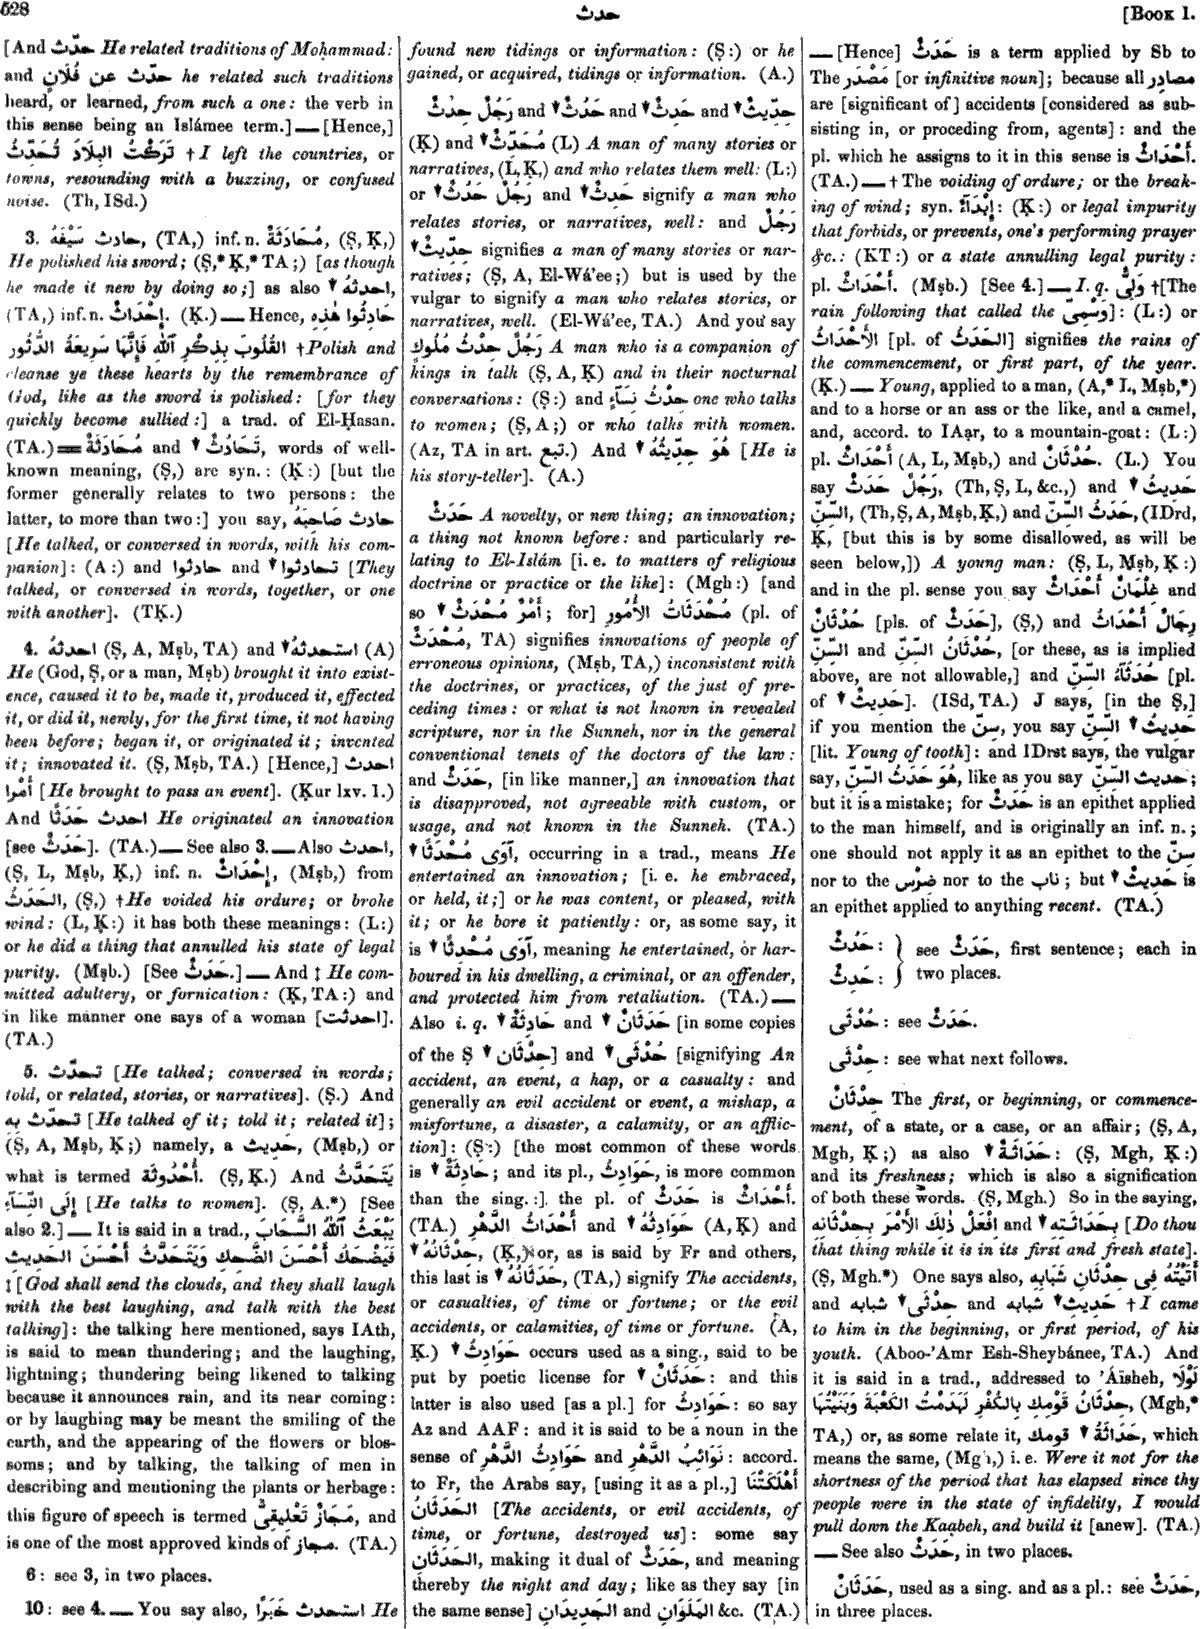 528
حدث
[Book I.
[And حدّث He related traditions of Moḥammad:
and حدّث عن فُلَانٍ he related such traditions
heard, or learned, from such a one: the verb in
this sense being an Islámee term.] — [Hence,]
تَرَكْتُ البِلَادَ تُحَدِّثُ † I left the countries, or
towns, resounding with a buzzing, or confused
noise. (Th, ISd.)
3. حادث سَيْفَهُ, (TA,) inf. n. مُحَادَثَةٌ, (Ṣ, Ḳ,)
He polished his sword; (Ṣ,* Ḳ,* TA;) [as though
he made it new by doing so;] as also ▼ احدثهُ,
(TA,) inf. n. إِحْدَاثٌ. (Ḳ.) — Hence, حَادِثُوا هٰذِهِ
القُلُوبَ بِذِكْرِ ٱللّٰهِ فَإِنَّهَا سَرِيعَةُ الدُّثُورِ † Polish and
cleanse ye these hearts by the remembrance of
God, like as the sword is polished: [for they
quickly become sullied:] a trad. of El-Ḥasan.
(TA.) = مُحَادَثَةٌ and ▼ تَحَادُثٌ, words of well-
known meaning, (Ṣ,) are syn.: (Ḳ:) [but the
former generally relates to two persons: the
latter, to more than two:] you say, حادث صَاحِبَهُ
[He talked, or conversed in words, with his com-
panion]: (A:) and حادثوا and ▼ تحادثوا [They
talked, or conversed in words, together, or one
with another]. (TḲ.)
4. احدثهُ (Ṣ, A, Mṣb, TA) and ▼ استحدثهُ (A)
He (God, Ṣ, or a man, Mṣb) brought it into exist-
ence, caused it to be, made it, produced it, effected
it, or did it, newly, for the first time, it not having
been before; began it, or originated it; invented
it; innovated it. (Ṣ, Mṣb, TA.) [Hence,] احدث
أَمْرًا [He brought to pass an event]. (Ḳur lxv. 1.)
And احدث حَدَثًا He originated an innovation
[see حَدَثٌ]. (TA.) — See also 3. — Also احدث,
(Ṣ, L, Mṣb, Ḳ,) inf. n. إِحْدَاثٌ, (Mṣb,) from
الحَدَثُ, (Ṣ,) † He voided his ordure; or broke
wind: (L, Ḳ:) it has both these meanings: (L:)
or he did a thing that annulled his state of legal
purity. (Mṣb.) [See حَدَثٌ.] — And ‡ He com-
mitted adultery, or fornication: (Ḳ, TA:) and
in like manner one says of a woman [احدثت].
(TA.)
5. تحدّث [He talked; conversed in words;
told, or related, stories, or narratives]. (Ṣ.) And
تحدّث بِهِ [He talked of it; told it; related it];
(Ṣ, A, Mṣb, Ḳ;) namely, a حَدِيث, (Mṣb,) or
what is termed أُحْدُوثَة. (Ṣ, Ḳ.) And يَتَحَدَّثُ
إِلَى النِّسَآءِ [He talks to women]. (Ṣ, A.*) [See
also 2.] — It is said in a trad., يَبْعَثُ ٱللّٰهُ السَّحَابَ
فَيَضْحَكُ أَحْسَنَ الضَّحِكِ وَيَتَحَدَّثُ أَحْسَنَ الحَدِيثِ
‡ [God shall send the clouds, and they shall laugh
with the best laughing, and talk with the best
talking]: the talking here mentioned, says IAth,
is said to mean thundering; and the laughing,
lightning; thundering being likened to talking
because it announces rain, and its near coming:
or by laughing may be meant the smiling of the
earth, and the appearing of the flowers or blos-
soms; and by talking, the talking of men in
describing and mentioning the plants or herbage:
this figure of speech is termed مَجَازٌ تَعْلِيقِىٌّ, and
is one of the most approved kinds of مجاز. (TA.)
6: see 3, in two places.
10: see 4. — You say also, استحدث خَبَرًا He
found new tidings or information: (Ṣ:) or he
gained, or acquired, tidings or information. (A.)
رَجُلٌ حِدْثٌ and ▼ حَدُثٌ and ▼ حَدِثٌ and ▼ حِدِّيثٌ
(Ḳ) and ▼ مُحَدِّثٌ (L) A man of many stories or
narratives, (L, Ḳ,) and who relates them well: (L:)
or رَجُلٌ حَدُثٌ and ▼ حَدِثٌ signify a man who
relates stories, or narratives, well: and رَجُلٌ
▼ حِدِّيثٌ signifies a man of many stories or nar-
ratives; (Ṣ, A, El-Wá'ee;) but is used by the
vulgar to signify a man who relates stories, or
narratives, well. (El-Wá'ee, TA.) And you say
رَجُلٌ حِدْثُ مُلُوكٍ A man who is a companion of
kings in talk (Ṣ, A, Ḳ) and in their nocturnal
conversations: (Ṣ:) and حِدْثُ نِسَآءٍ one who talks
to women; (Ṣ, A;) or who talks with women.
(Az, TA in art. تبع.) And ▼ هُوَ حِدِّيثُهُ [He is
his story-teller]. (A.)
حَدَثٌ A novelty, or new thing; an innovation;
a thing not known before: and particularly re-
lating to El-Islám [i. e. to matters of religious
doctrine or practice or the like]: (Mgh:) [and
so ▼ أَمْرٌ مُحْدَثٌ; for] مُحْدَثَاتُ الأُمُورِ (pl. of
مُحْدَثٌ, TA) signifies innovations of people of
erroneous opinions, (Mṣb, TA,) inconsistent with
the doctrines, or practices, of the just of pre-
ceding times: or what is not known in revealed
scripture, nor in the Sunneh, nor in the general
conventional tenets of the doctors of the law:
and حَدَثٌ, [in like manner,] an innovation that
is disapproved, not agreeable with custom, or
usage, and not known in the Sunneh. (TA.)
▼ آوَى مُحْدَثًا, occurring in a trad., means He
entertained an innovation; [i. e. he embraced,
or held, it;] or he was content, or pleased, with
it; or he bore it patiently: or, as some say, it
is ▼ آوَى مُحْدِثًا, meaning he entertained, or har-
boured in his dwelling, a criminal, or an offender,
and protected him from retaliation. (TA.) —
Also i. q. ▼ حَادِثَةٌ and ▼ حَدَثَانٌ [in some copies
of the Ṣ ▼ حِدْثَان] and ▼ حُدْثَى [signifying An
accident, an event, a hap, or a casualty: and
generally an evil accident or event, a mishap, a
misfortune, a disaster, a calamity, or an afflic-
tion]: (Ṣ:) [the most common of these words
is ▼ حَادِثَةٌ; and its pl., حَوَادِثُ, is more common
than the sing.:] the pl. of حَدَثٌ is أَحْدَاثٌ.
(TA.) أَحْدَاثُ الدَّهْرِ and ▼ حَوَادِثُهُ (A, Ḳ) and
▼ حِدْثَانُهُ, (Ḳ,) or, as is said by Fr and others,
this last is ▼ حَدَثَانُهُ, (TA,) signify The accidents,
or casualties, of time or fortune; or the evil
accidents, or calamities, of time or fortune. (A,
Ḳ.) ▼ حَوَادِثُ occurs used as a sing., said to be
put by poetic license for ▼ حَدَثَانٌ: and this
latter is also used [as a pl.] for حَوَادِثُ: so say
Az and AAF: and it is said to be a noun in the
sense of حَوَادِثُ الدَّهْرِ and نَوَائِبُ الدَّهْرِ: accord.
to Fr, the Arabs say, [using it as a pl.,] أَهْلَكَتْنَا
الحَدَثَانُ [The accidents, or evil accidents, of
time, or fortune, destroyed us]: some say
الحَدَثَانِ, making it dual of حَدَثٌ, and meaning
thereby the night and day; like as they say [in
the same sense] الجَدِيدَانِ and المَلَوَانِ &c. (TA.)
— [Hence] حَدَثٌ is a term applied by Sb to
The مَصْدَر [or infinitive noun]; because all مصادر
are [significant of] accidents [considered as sub-
sisting in, or proceding from, agents]: and the
pl. which he assigns to it in this sense is أَحْدَاثٌ.
(TA.) — † The voiding of ordure; or the break-
ing of wind; syn. إِبْدَآءٌ: (Ḳ:) or legal impurity
that forbids, or prevents, one's performing prayer
&c.: (KT:) or a state annulling legal purity:
pl. أَحْدَاثٌ. (Mṣb.) [See 4.] — I. q. وَلِىٌّ † [The
rain following that called the وَسْمِىّ]: (L:) or
الأَحْدَاثُ [pl. of الحَدَثُ] signifies the rains of
the commencement, or first part, of the year.
(Ḳ.) — Young, applied to a man, (A,* L, Mṣb,*)
and to a horse or an ass or the like, and a camel,
and, accord. to IAạr, to a mountain-goat: (L:)
pl. أَحْدَاثٌ (A, L, Mṣb,) and حُدْثَانٌ. (L.) You
say رَجُلٌ حَدَثٌ, (Th, Ṣ, L, &c.,) and ▼ حَدِيثُ
السِّنِّ, (Th, Ṣ, A, Mṣb, Ḳ,) and حَدَثُ السِّنِّ, (IDrd,
Ḳ, [but this is by some disallowed, as will be
seen below,]) A young man: (Ṣ, L, Mṣb, Ḳ:)
and in the pl. sense you say غِلْمَانٌ أَحْدَاثٌ and
رِجَالٌ أَحْدَاثٌ and حُدْثَانٌ [pls. of حَدَثٌ], (Ṣ,) and
حُدْثَانُ السِّنِّ and السِّنِّ, [or these, as is implied
above, are not allowable,] and حُدَثَآءُ السِّنِّ [pl.
of ▼ حَدِيثٌ]. (ISd, TA.) J says, [in the Ṣ,]
if you mention the سِنّ, you say ▼ حَدِيثُ السِّنِّ
[lit. Young of tooth]: and IDrst says, the vulgar
say, هُوَ حَدَثُ السِّنِّ, like as you say حديث السِّنِّ;
but it is a mistake; for حَدَثٌ is an epithet applied
to the man himself, and is originally an inf. n.;
one should not apply it as an epithet to the سِنّ
nor to the ضِرْس nor to the نَاب; but ▼ حَدِيثٌ is
an epithet applied to anything recent. (TA.)
حَدُثٌ: } see حَدَثٌ, first sentence; each in
حَدِثٌ: } two places.
حُدْثَى: see حَدَثٌ.
حِدْثَى: see what next follows.
حِدْثَانٌ The first, or beginning, or commence-
ment, of a state, or a case, or an affair; (Ṣ, A,
Mgh, Ḳ;) as also ▼ حَدَاثَةٌ: (Ṣ, Mgh, Ḳ:)
and its freshness; which is also a signification
of both these words. (Ṣ, Mgh.) So in the saying,
اِفْعَلْ ذٰلِكَ الأَمْرَ بِحِدْثَانِهِ and ▼ بِحَدَاثَتِهِ [Do thou
that thing while it is in its first and fresh state].
(Ṣ, Mgh.*) One says also, أَتَيْتُهُ فِى حِدْثَانِ شَبَابِهِ
and ▼ حِدْثَى شبابه and ▼ حَدِيثِ شبابه † I came
to him in the beginning, or first period, of his
youth. (Aboo-'Amr Esh-Sheybánee, TA.) And
it is said in a trad., addressed to 'Áïsheh, لَوْلَا
حِدْثَانُ قَوْمِكِ بِالكُفْرِ لَهَدَمْتُ الكَعْبَةَ وَبَنَيْتُهَا, (Mgh,*
TA,) or, as some relate it, ▼ حَدَاثَةُ قومك, which
means the same, (Mgh,) i. e. Were it not for the
shortness of the period that has elapsed since thy
people were in the state of infidelity, I would
pull down the Kaạbeh, and build it [anew]. (TA.)
— See also حَدَثٌ, in two places.
حَدَثَانٌ, used as a sing. and as a pl.: see حَدَثٌ,
in three places.